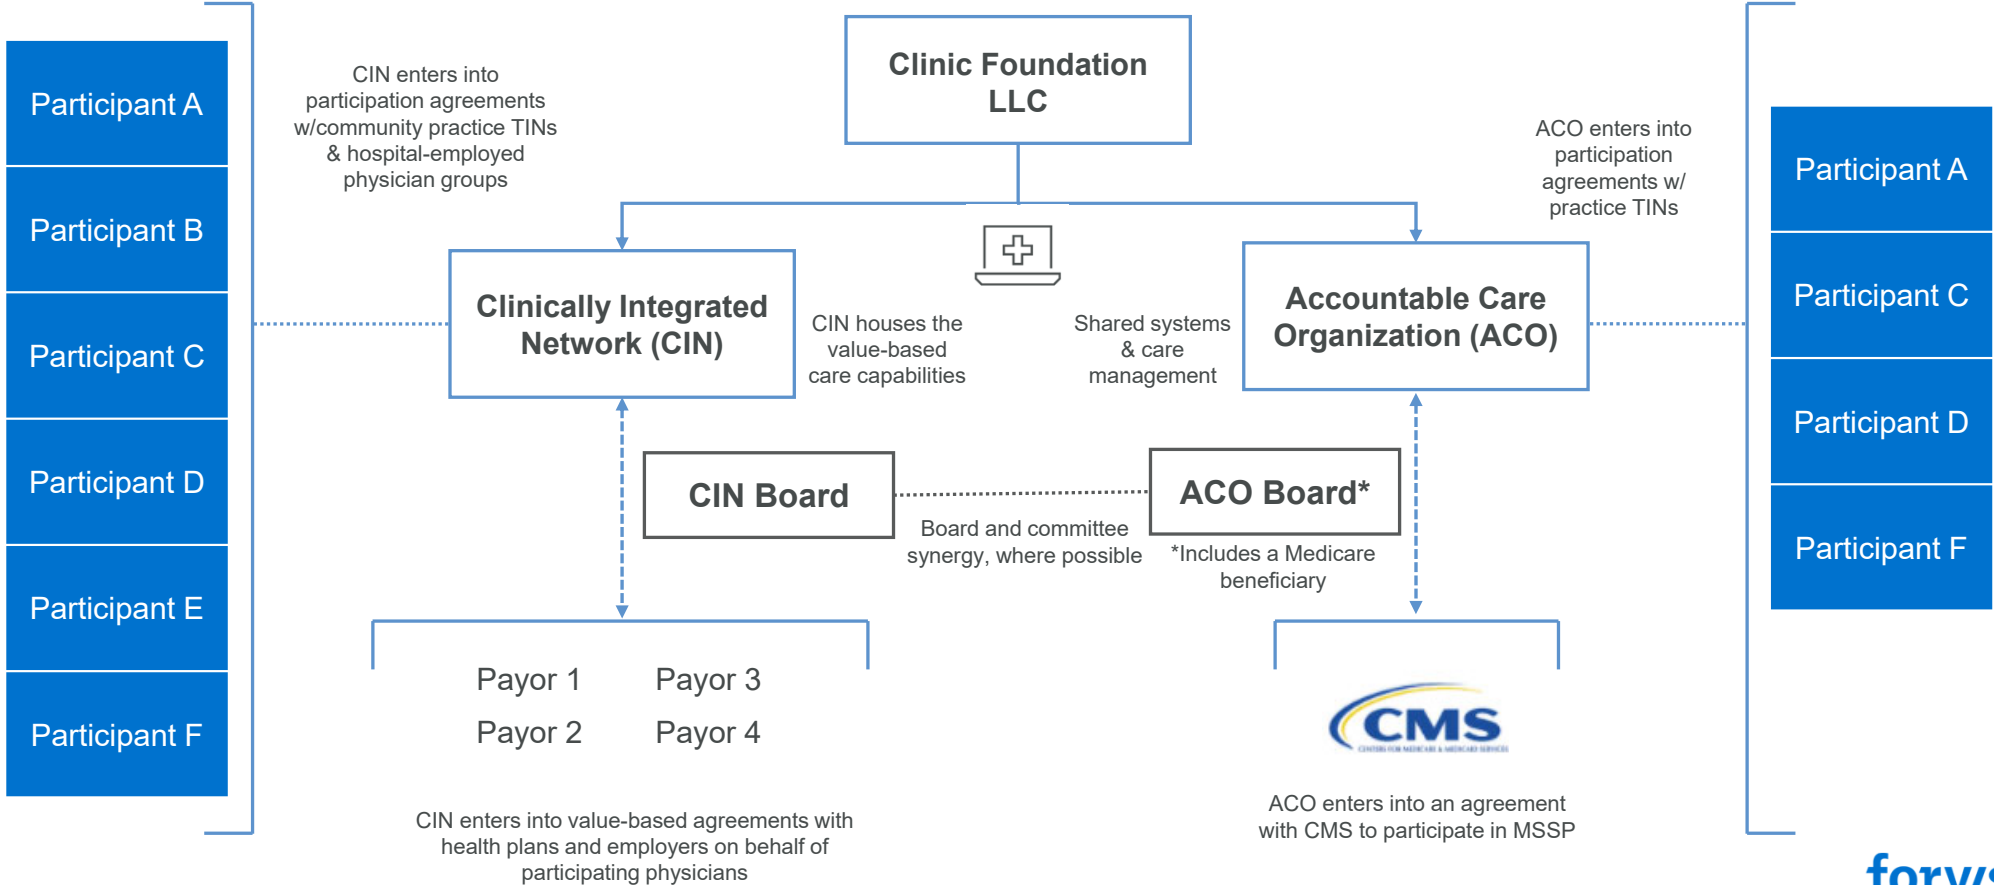 Participant A
Participant B
Participant C
Participant D
Participant E
Participant F
CIN enters into
participation agreements
w/community practice TINs
& hospital-employed
physician groups
Clinic Foundation
LLC
Clinically Integrated
Network (CIN)
CIN houses the
value-based
care capabilities
Shared systems
& care
management
Accountable Care
Organization (ACO)
ACO enters into
participation
agreements w/
practice TINs
Participant A
Participant C
Participant D
Participant F
CIN Board
Board and committee
synergy, where possible
ACO Board*
*Includes a Medicare
beneficiary
Payor 1
Payor 3
Payor 2
Payor 4
CIN enters into value-based agreements with
health plans and employers on behalf of
participating physicians
CMS
CENTERS FOR MEDICARE & MEDICAID SERVICES
ACO enters into an agreement
with CMS to participate in MSSP